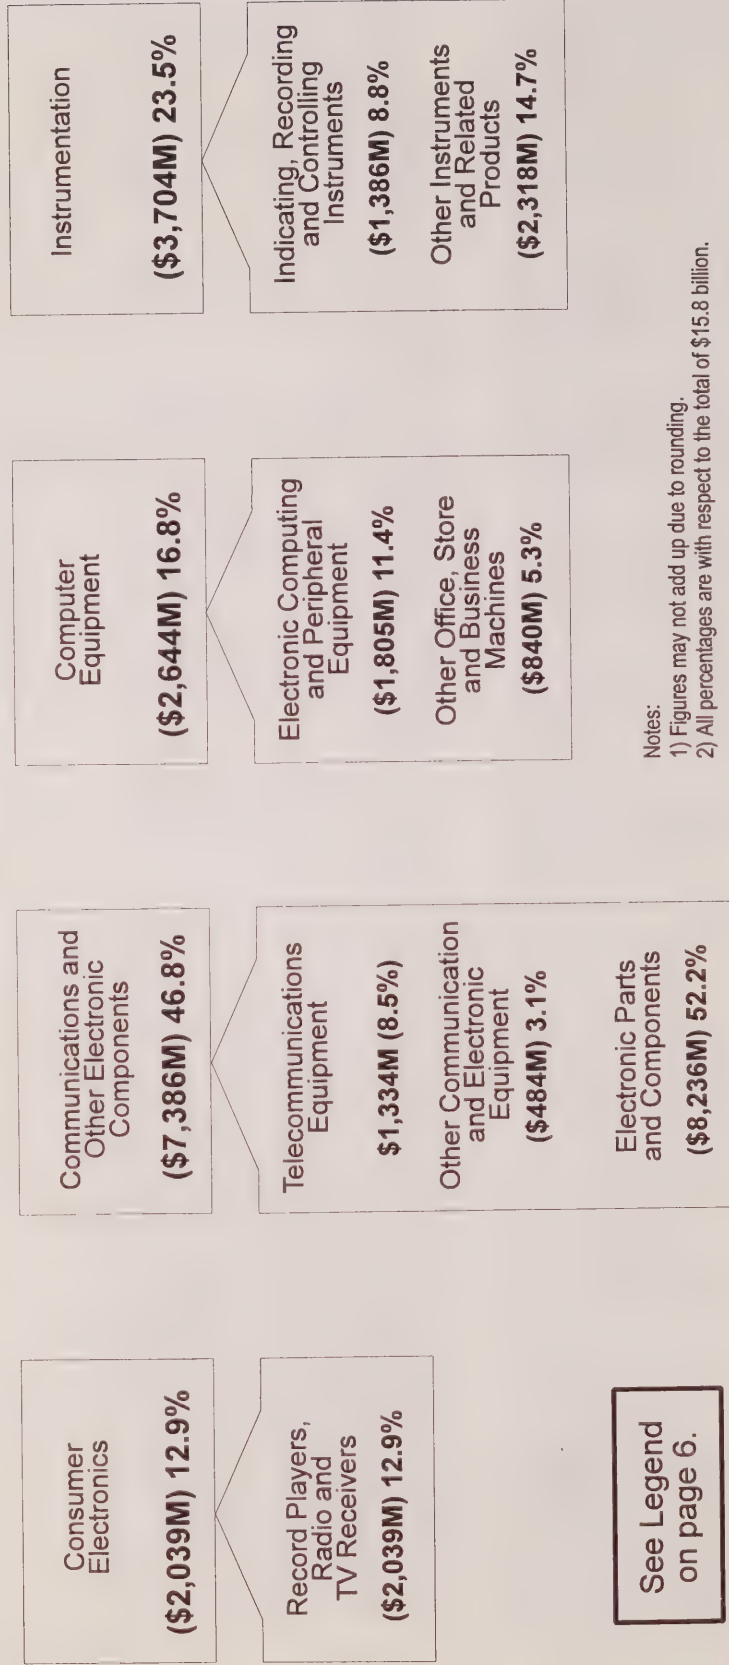 Consumer
Electronics
($2,039M) 12.9%
Record Players,
Radio and
TV Receivers
($2,039M) 12.9%
Communications and
Other Electronic
Components
($7,386M) 46.8%
Telecommunications
Equipment
$1,334M (8.5%)
Other Communication
and Electronic
Equipment
($484M) 3.1%
Electronic Parts
and Components
($8,236M) 52.2%
Computer
Equipment
($2,644M) 16.8%
Electronic Computing
and Peripheral
Equipment
($1,805M) 11.4%
Other Office, Store
and Business
Machines
($840M) 5.3%
Instrumentation
($3,704M) 23.5%
Indicating, Recording
and Controlling
Instruments
($1,386M) 8.8%
Other Instruments
and Related
Products
($2,318M) 14.7%
See Legend
on page 6.
Notes:
1) Figures may not add up due to rounding.
2) All percentages are with respect to the total of $15.8 billion.